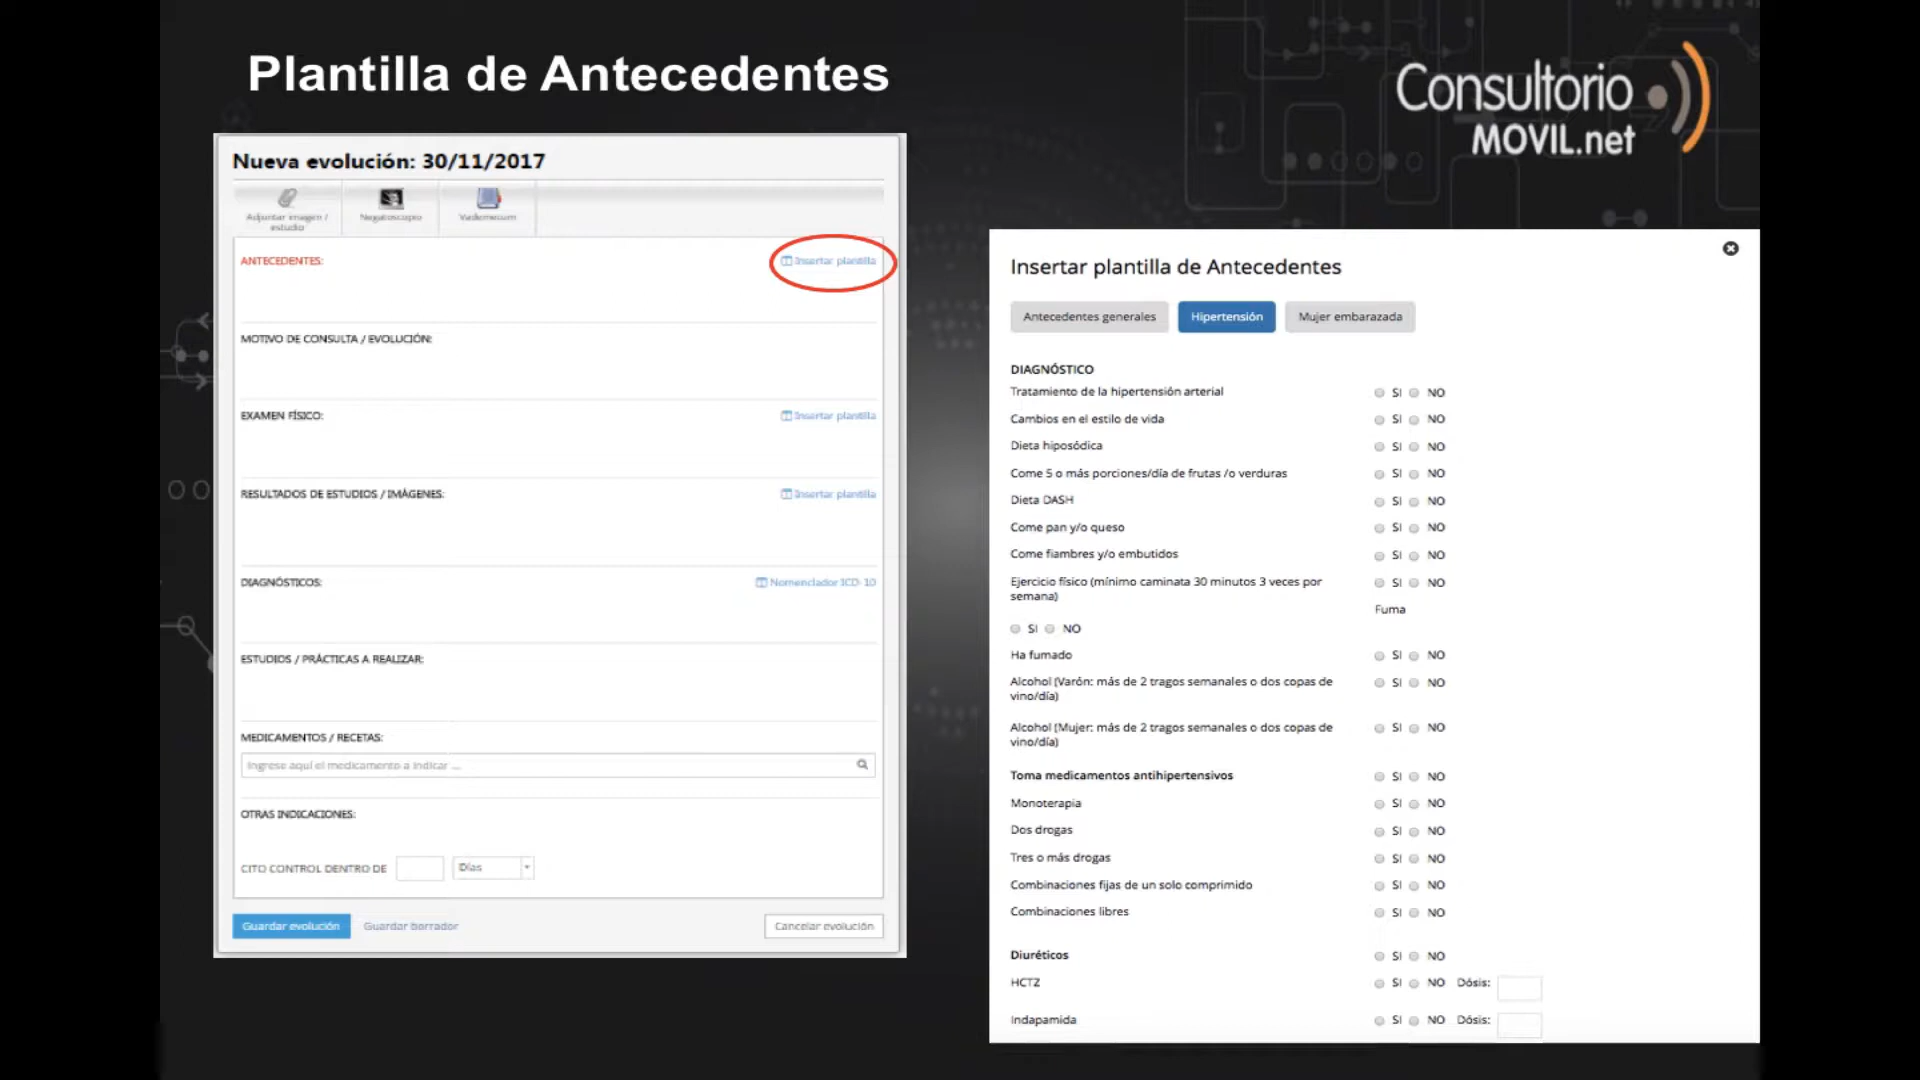 Plantilla de Antecedentes
Consultorio
MOVIL.net
Nueva evolución: 30/11/2017
Adjuntar imagen /
estudio
Negatoscopio
Vademecum
ANTECEDENTES:
Insertar plantilla
MOTIVO DE CONSULTA / EVOLUCIÓN:
EXAMEN FÍSICO:
Insertar plantilla
RESULTADOS DE ESTUDIOS / IMÁGENES:
Insertar plantilla
DIAGNÓSTICOS:
Nomenclador ICD-10
ESTUDIOS / PRÁCTICAS A REALIZAR:
MEDICAMENTOS / RECETAS:
Ingrese aquí el medicamento a indicar ...
OTRAS INDICACIONES:
CITO CONTROL DENTRO DE
Días
Guardar evolución
Guardar borrador
Cancelar evolución
Insertar plantilla de Antecedentes
Antecedentes generales
Hipertensión
Mujer embarazada
DIAGNÓSTICO
Tratamiento de la hipertensión arterial SI NO
Cambios en el estilo de vida SI NO
Dieta hiposódica SI NO
Come 5 o más porciones/día de frutas /o verduras SI NO
Dieta DASH SI NO
Come pan y/o queso SI NO
Come fiambres y/o embutidos SI NO
Ejercicio físico (mínimo caminata 30 minutos 3 veces por SI NO
semana)
Fuma
SI NO
Ha fumado SI NO
Alcohol (Varón: más de 2 tragos semanales o dos copas de SI NO
vino/día)
Alcohol (Mujer: más de 2 tragos semanales o dos copas de SI NO
vino/día)
Toma medicamentos antihipertensivos SI NO
Monoterapia SI NO
Dos drogas SI NO
Tres o más drogas SI NO
Combinaciones fijas de un solo comprimido SI NO
Combinaciones libres SI NO
Diuréticos SI NO
HCTZ SI NO Dósis:
Indapamida SI NO Dósis: